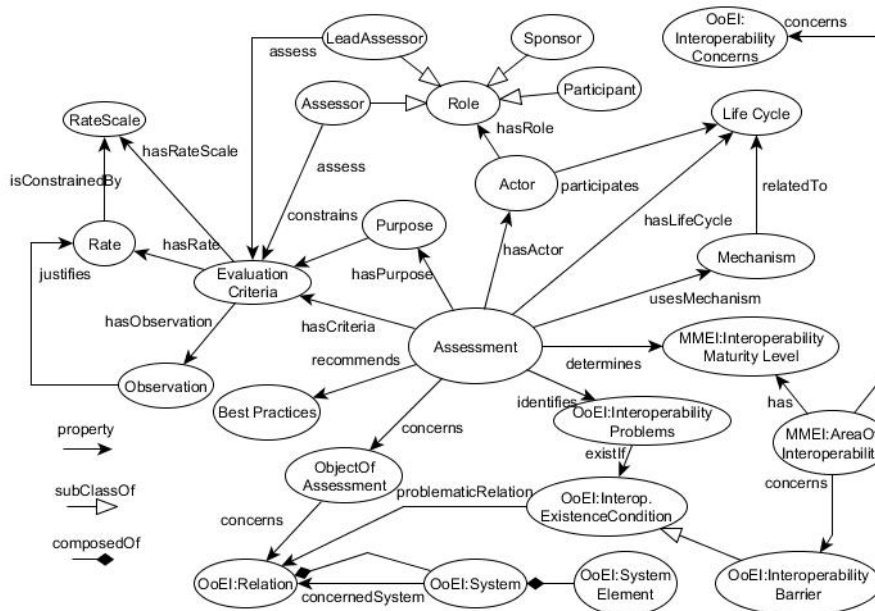 OoEI:
Interoperability
Concerns
concerns
LeadAssessor
Sponsor
assess
Assessor
Role
Participant
RateScale
hasRateScale
hasRole
Life Cycle
isConstrainedBy
assess
Actor
participates
relatedTo
constrains
Purpose
hasLifeCycle
Rate
hasRate
hasActor
Mechanism
justifies
Evaluation
Criteria
hasPurpose
usesMechanism
hasObservation
hasCriteria
Assessment
MMEI:Interoperability
Maturity Level
recommends
determines
Observation
Best Practices
identifies
OoEI:Interoperability
Problems
has
property
concerns
MMEI:AreaOf
Interoperability
existIf
concerns
ObjectOf
Assessment
subClassOf
problematicRelation
OoEI:Interop.
ExistenceCondition
concerns
composedOf
OoEI:Relation
concernedSystem
OoEI:System
OoEI:System
Element
OoEI:Interoperability
Barrier